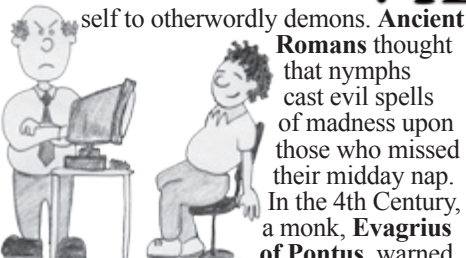 self to otherwordly demons. Ancient
Romans thought
that nymphs
cast evil spells
of madness upon
those who missed
their midday nap.
In the 4th Century,
a monk, Evagrius
of Pontus, warned